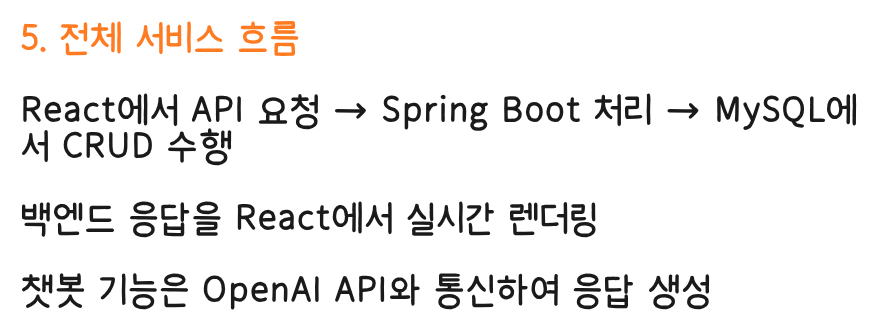 5. 전체 서비스 흐름
React에서 API 요청 → Spring Boot 처리 → MySQL에
서 CRUD 수행
백엔드 응답을 React에서 실시간 렌더링
챗봇 기능은 OpenAI API와 통신하여 응답 생성